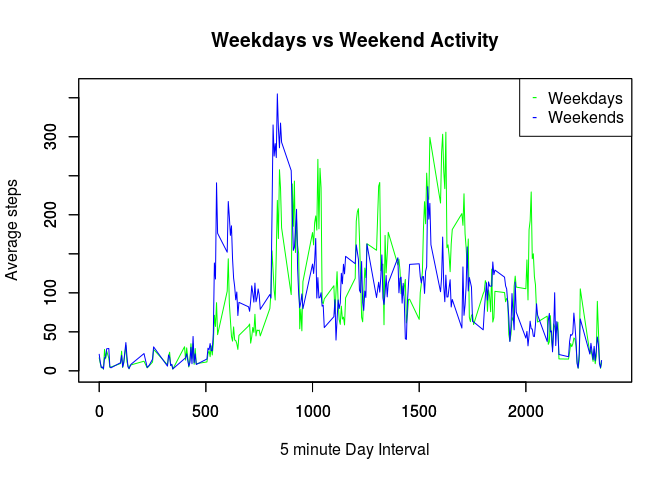 Weekdays vs Weekend Activity
Weekdays
Weekends
Average steps
300
200
100
50
0
0
500
1000
1500
2000
5 minute Day Interval